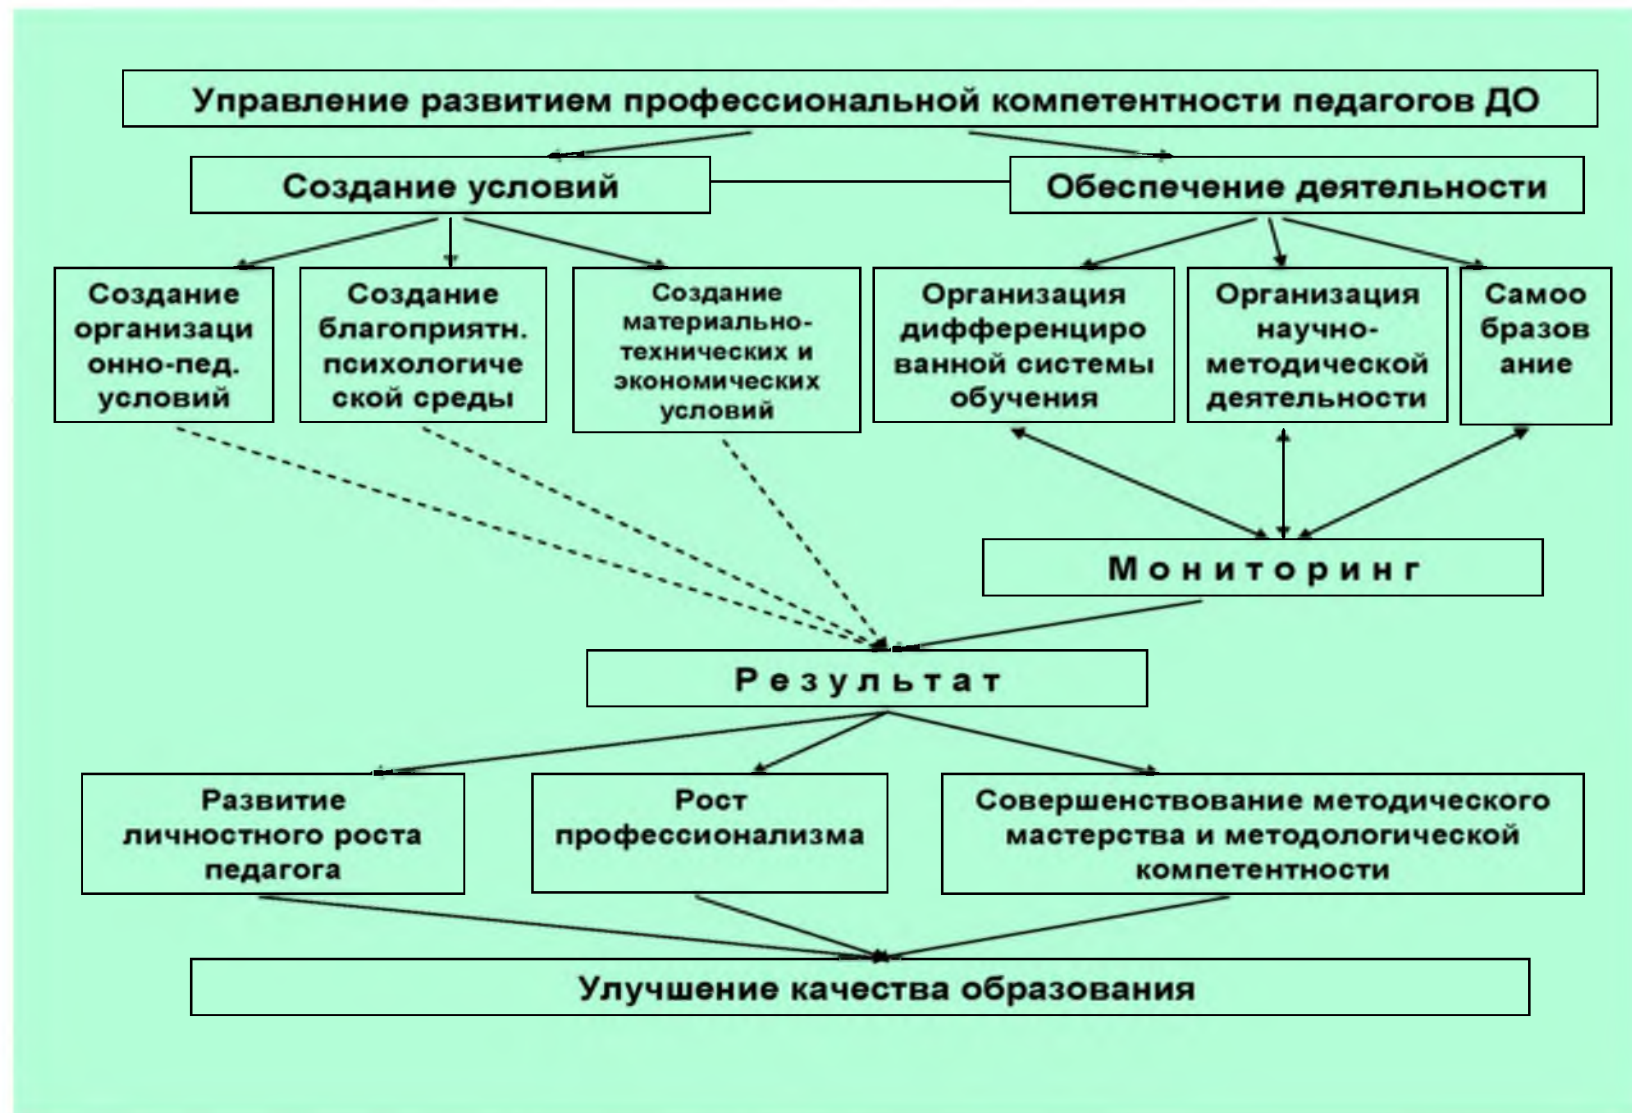 Управление развитием профессиональной компетентности педагогов ДО
Создание условий
Обеспечение деятельности
Создание
организаци
онно-пед.
условий
Создание
благоприятн.
психологиче
ской среды
Создание
материально-
технических и
экономических
условий
Организация
дифференциро
ванной системы
обучения
Организация
научно-
методической
деятельности
Самоо
бразов
ание
Мониторинг
Результат
Развитие
личностного роста
педагога
Рост
профессионализма
Совершенствование методического
мастерства и методологической
компетентности
Улучшение качества образования